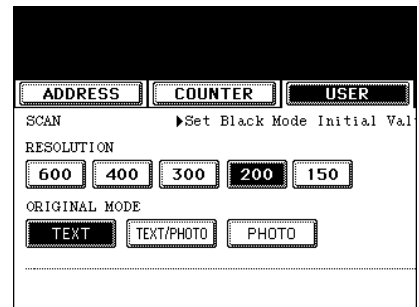 ADDRESS COUNTER USER
SCAN ▶Set Black Mode Initial Val
RESOLUTION
600 400 300 200 150
ORIGINAL MODE
TEXT TEXT/PHOTO PHOTO